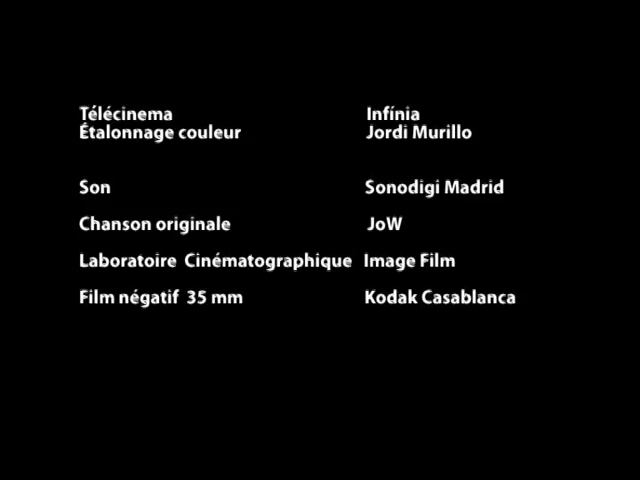 Télécinema Infínia
Étalonnage couleur Jordi Murillo
Son Sonodigi Madrid
Chanson originale JoW
Laboratoire Cinématographique Image Film
Film négatif 35 mm Kodak Casablanca